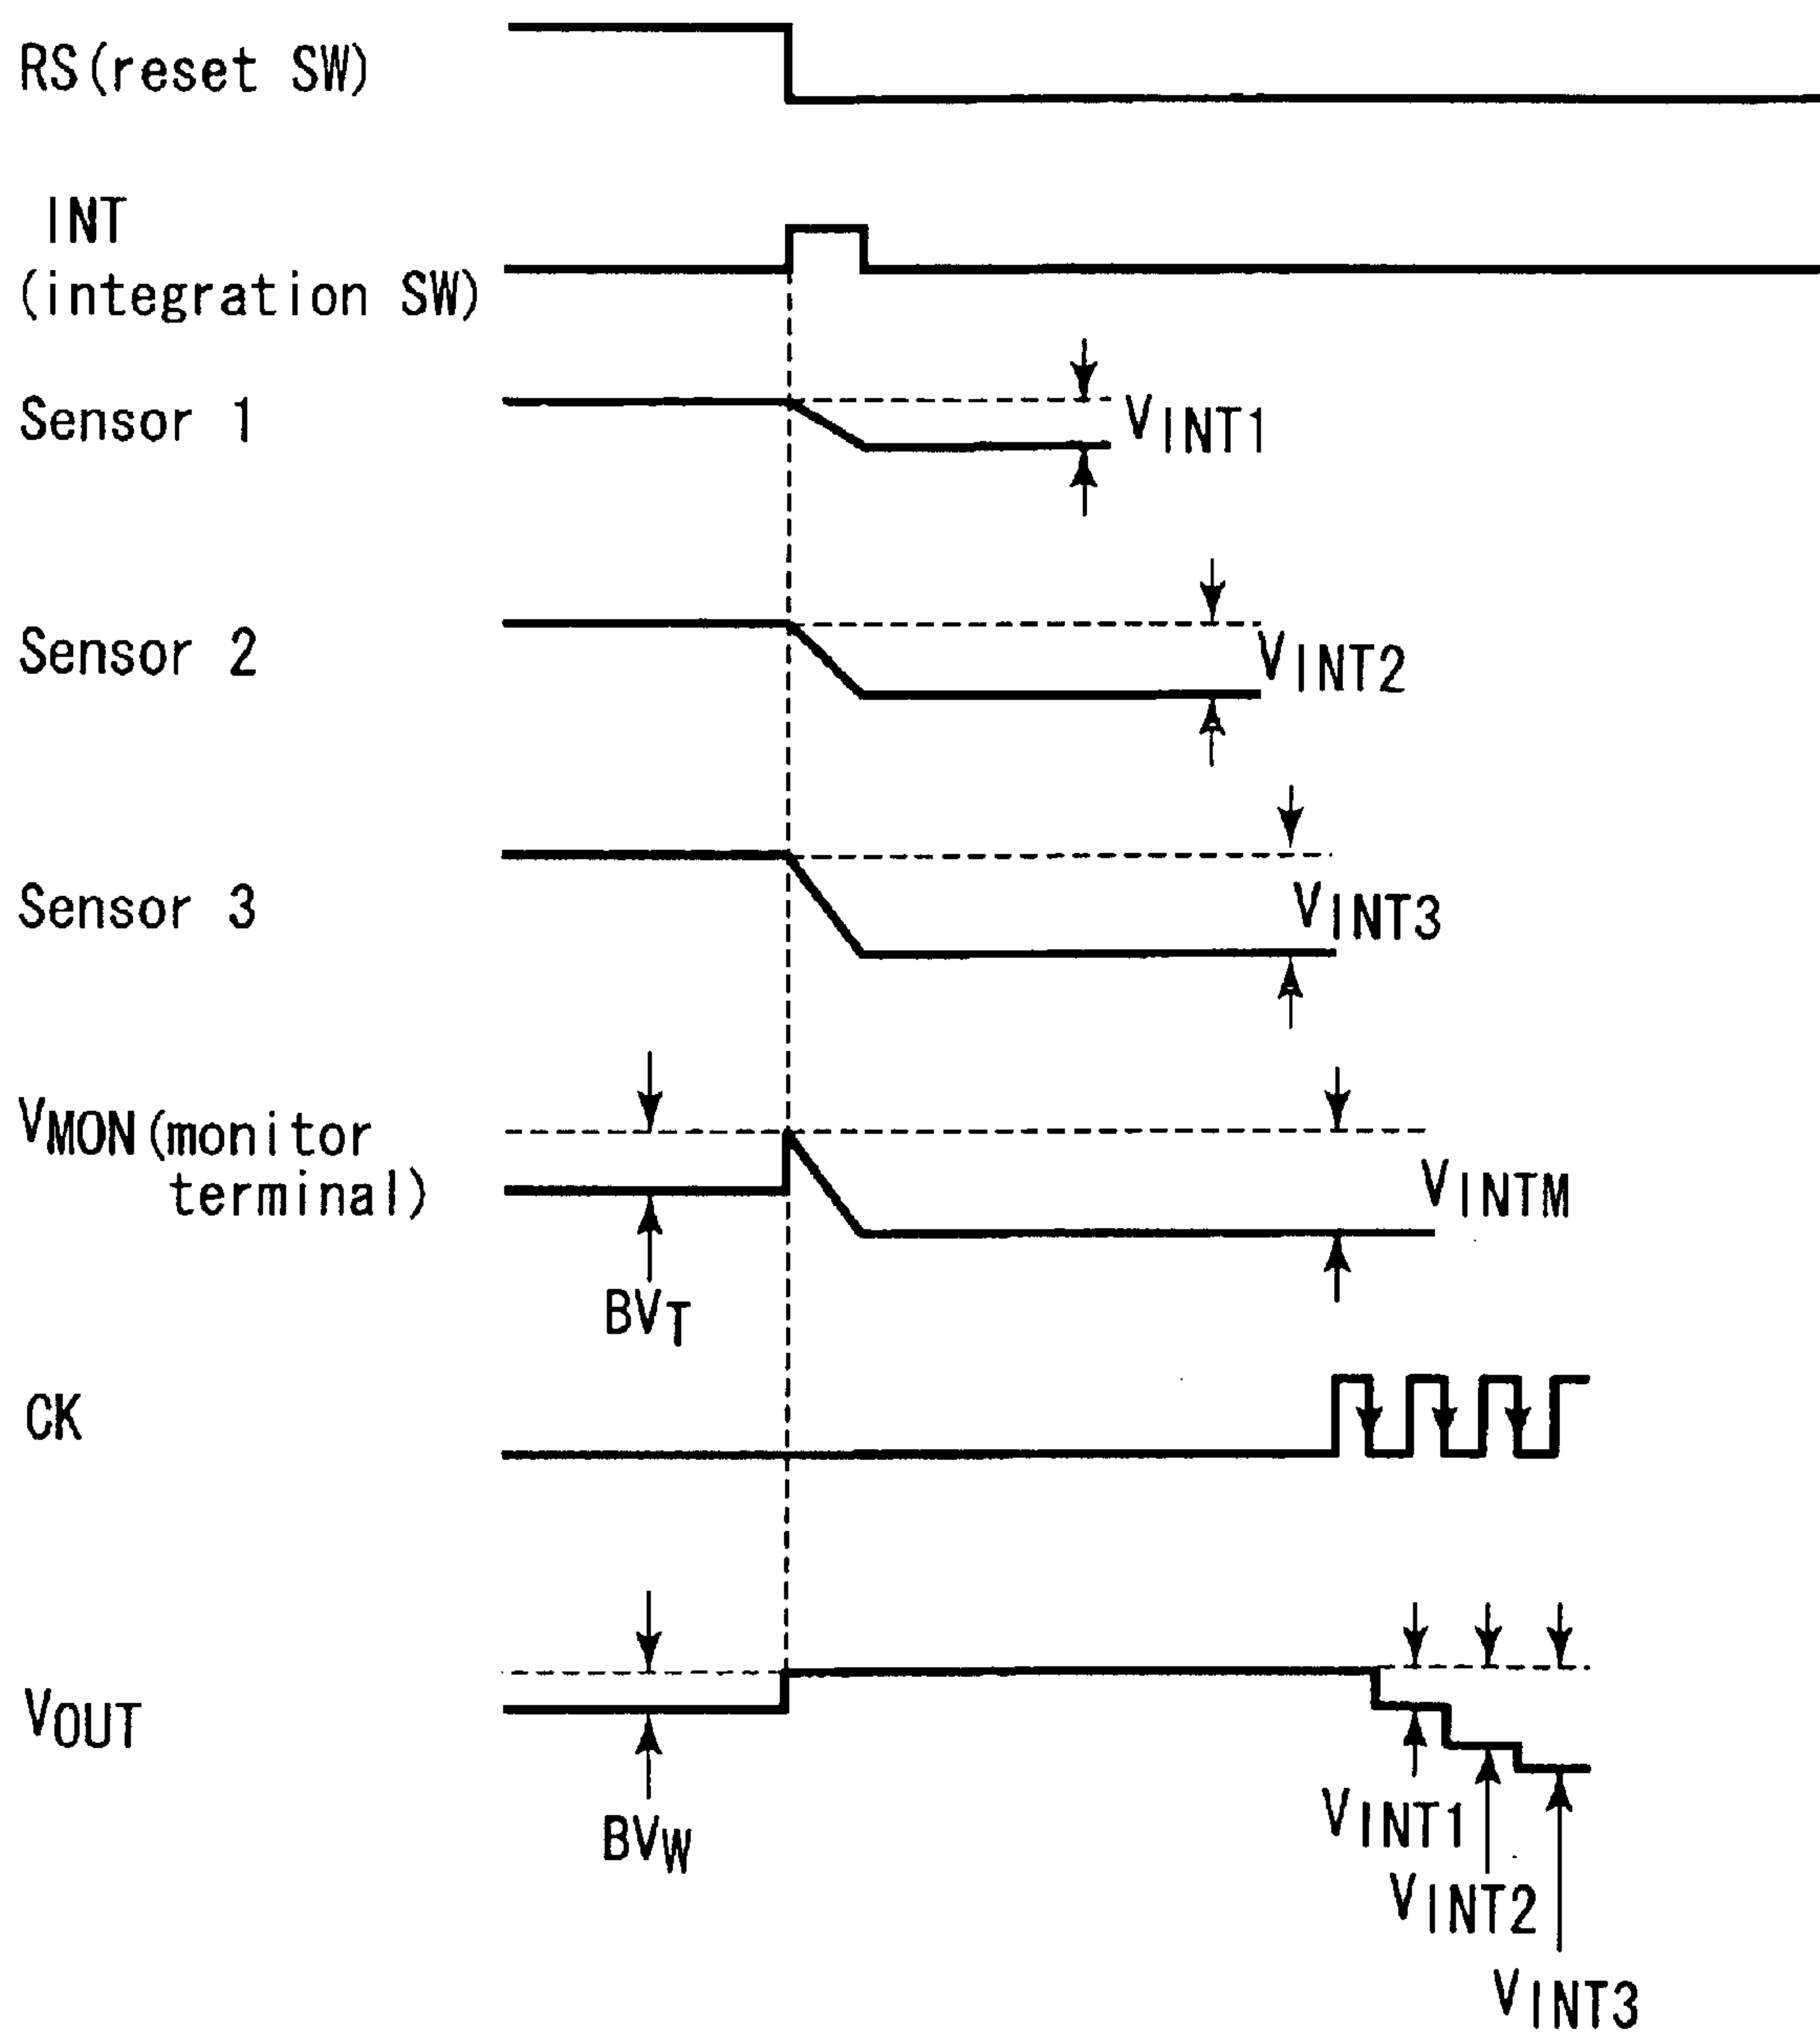 RS(reset SW)
INT
(integration SW)
Sensor 1
VINT1
Sensor 2
VINT2
Sensor 3
VINT3
VMON(monitor
terminal)
VINTM
BVT
CK
VOUT
BVW
VINT1
VINT2
VINT3